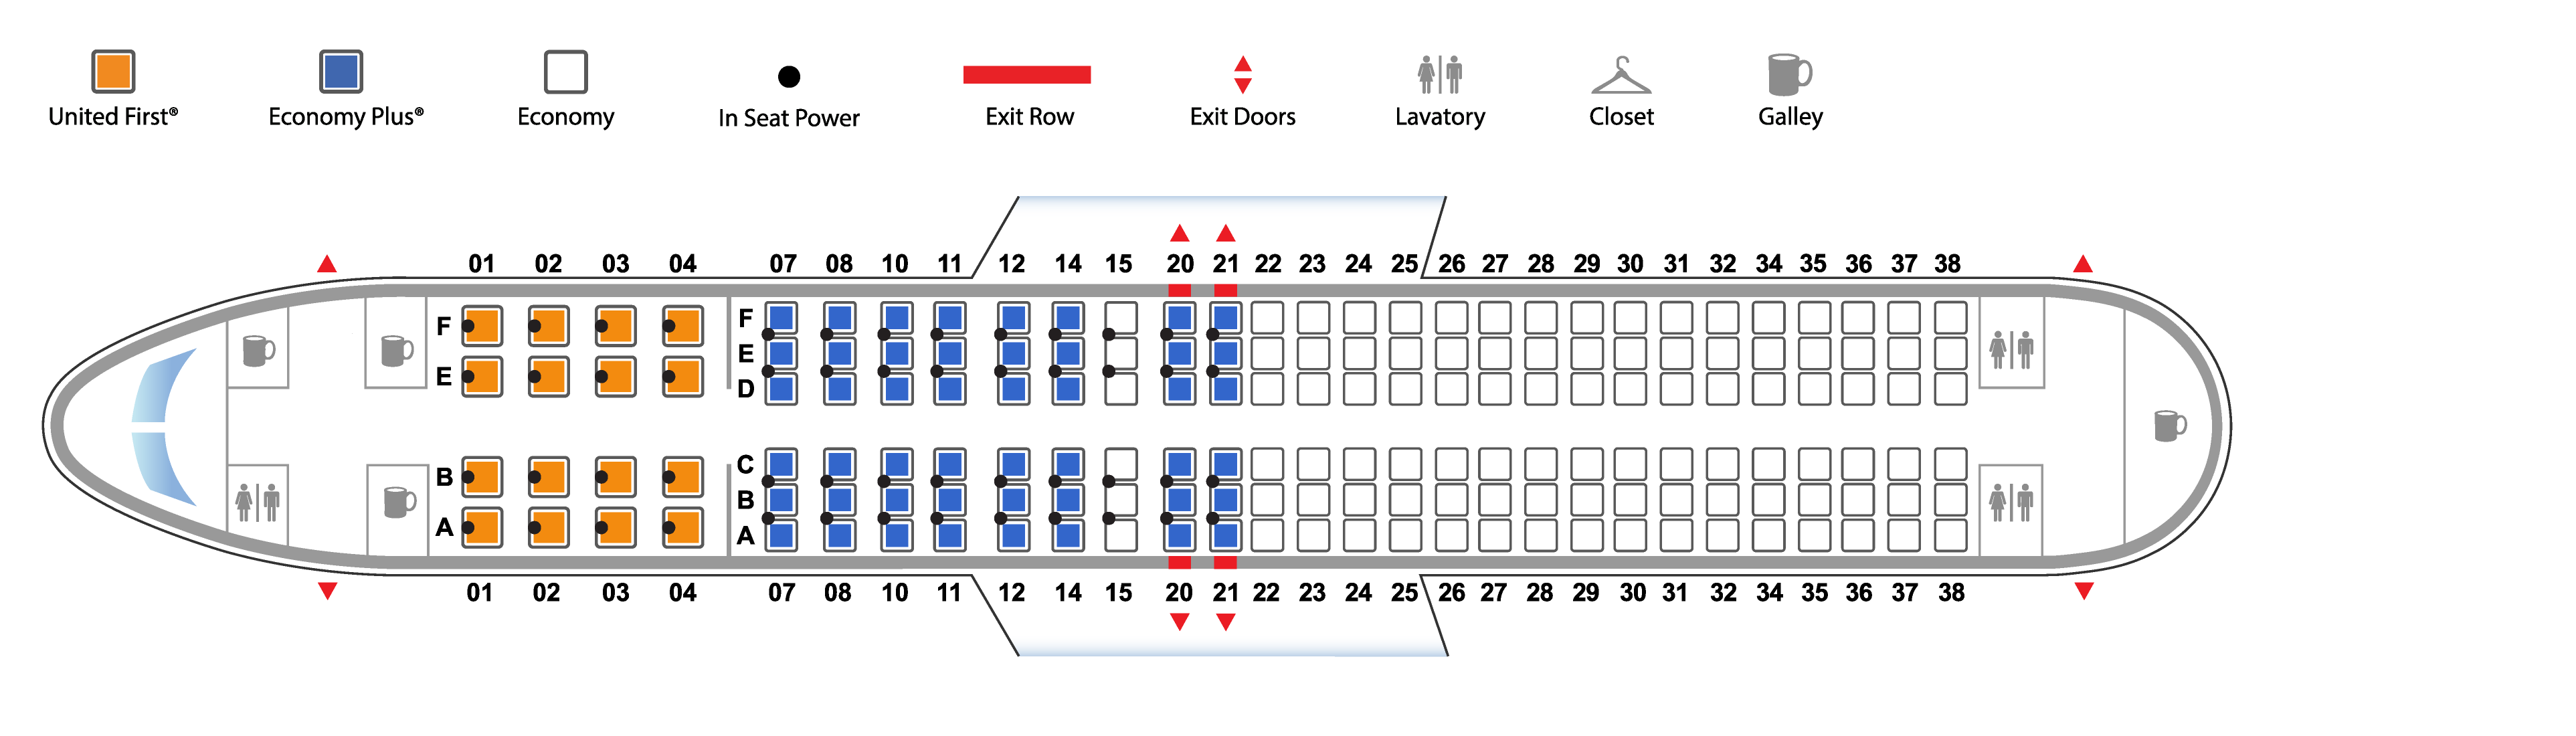 United First®
Economy Plus®
Economy
In Seat Power
Exit Row
Exit Doors
Lavatory
Closet
Galley
01 02 03 04 07 08 10 11 12 14 15 20 21 22 23 24 25 26 27 28 29 30 31 32 34 35 36 37 38
F F
E E
D
B C
A B
A
01 02 03 04 07 08 10 11 12 14 15 20 21 22 23 24 25 26 27 28 29 30 31 32 34 35 36 37 38